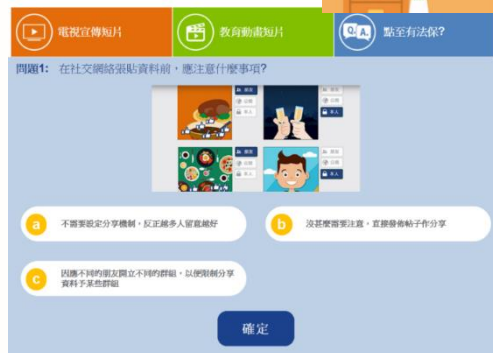 電視宣傳短片
教育動畫短片
Q. A. 點至有法保?
問題1: 在社交網絡張貼資料前，應注意什麼事項?
a 不需要設定分享機制，反正越多人留意越好
b 沒甚麼需要注意，直接發佈帖子作分享
c 因應不同的朋友開立不同的群組，以便限制分享
資料予某些群組
確定